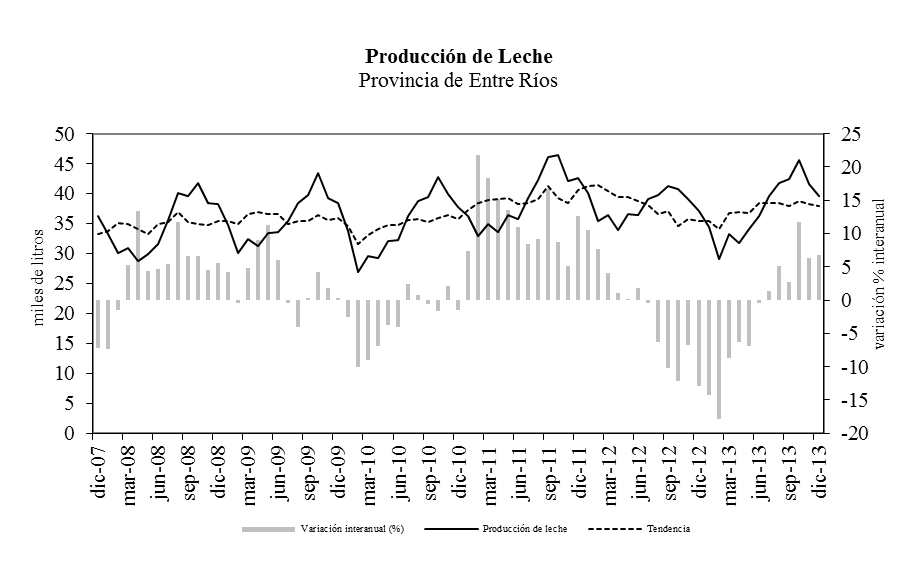 Producción de Leche
Provincia de Entre Ríos
50
45
40
35
30
25
20
15
10
5
0
miles de litros
25
20
15
10
5
0
-5
-10
-15
-20
variación % interanual
dic-07
mar-08
jun-08
sep-08
dic-08
mar-09
jun-09
sep-09
dic-09
mar-10
jun-10
sep-10
dic-10
mar-11
jun-11
sep-11
dic-11
mar-12
jun-12
sep-12
dic-12
mar-13
jun-13
sep-13
dic-13
Variación interanual (%) Producción de leche Tendencia